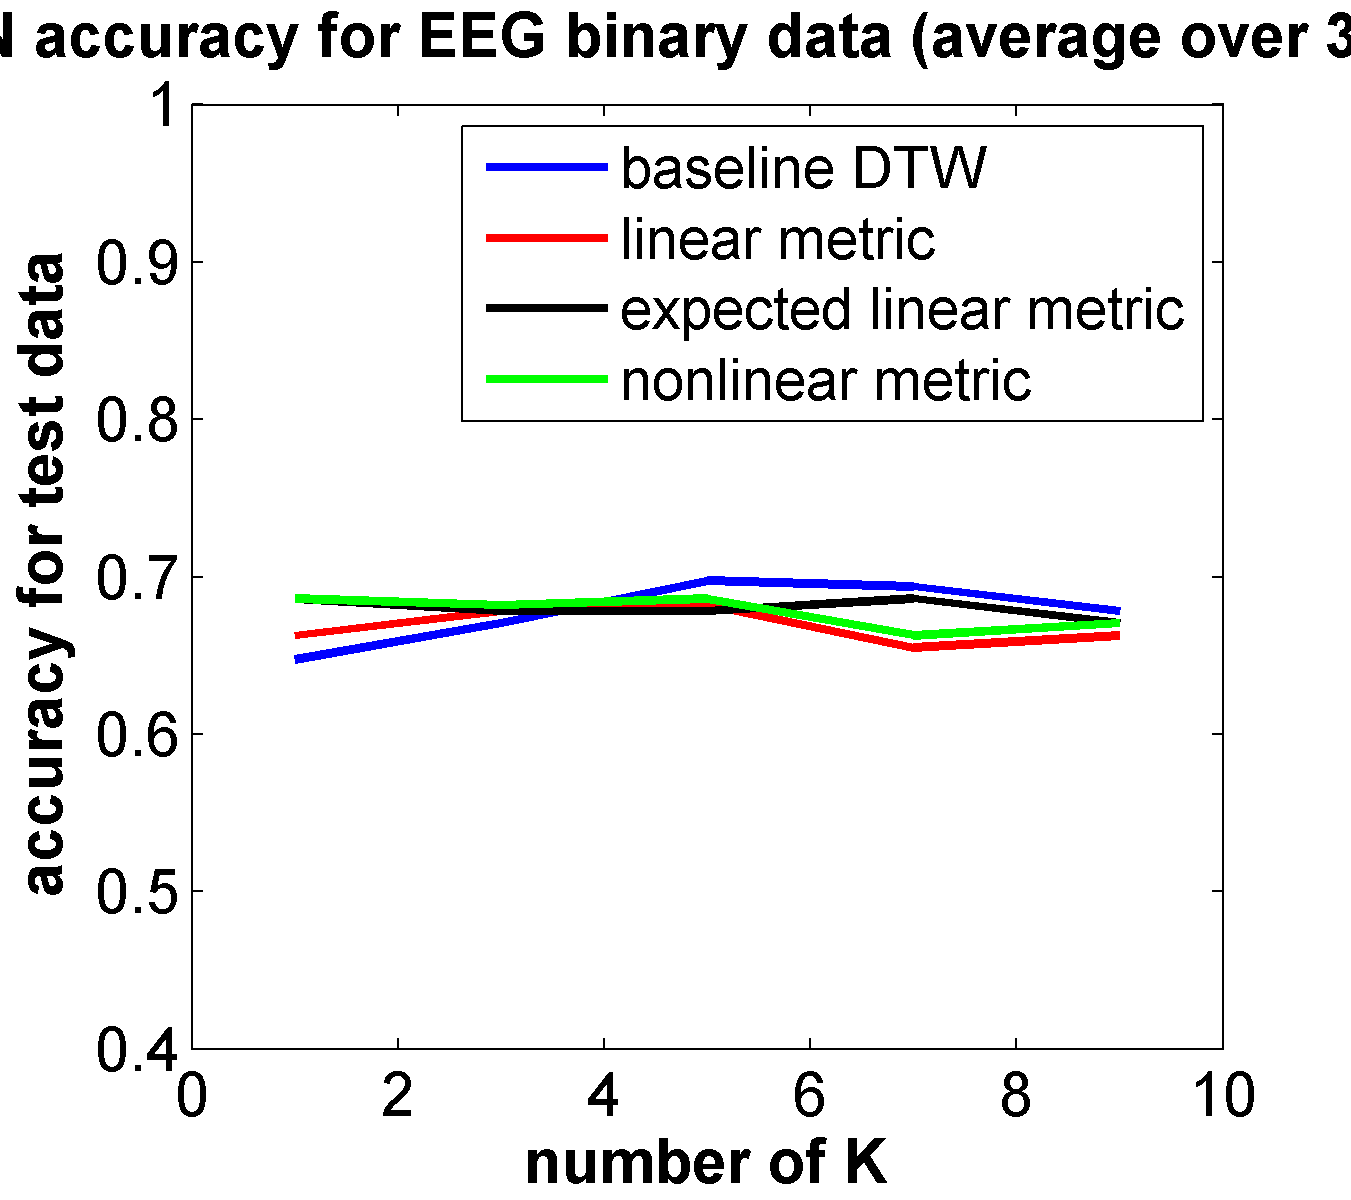 N accuracy for EEG binary data (average over 3
1
0.9
0.8
0.7
0.6
0.5
0.4
accuracy for test data
baseline DTW
linear metric
expected linear metric
nonlinear metric
0 2 4 6 8 10
number of K